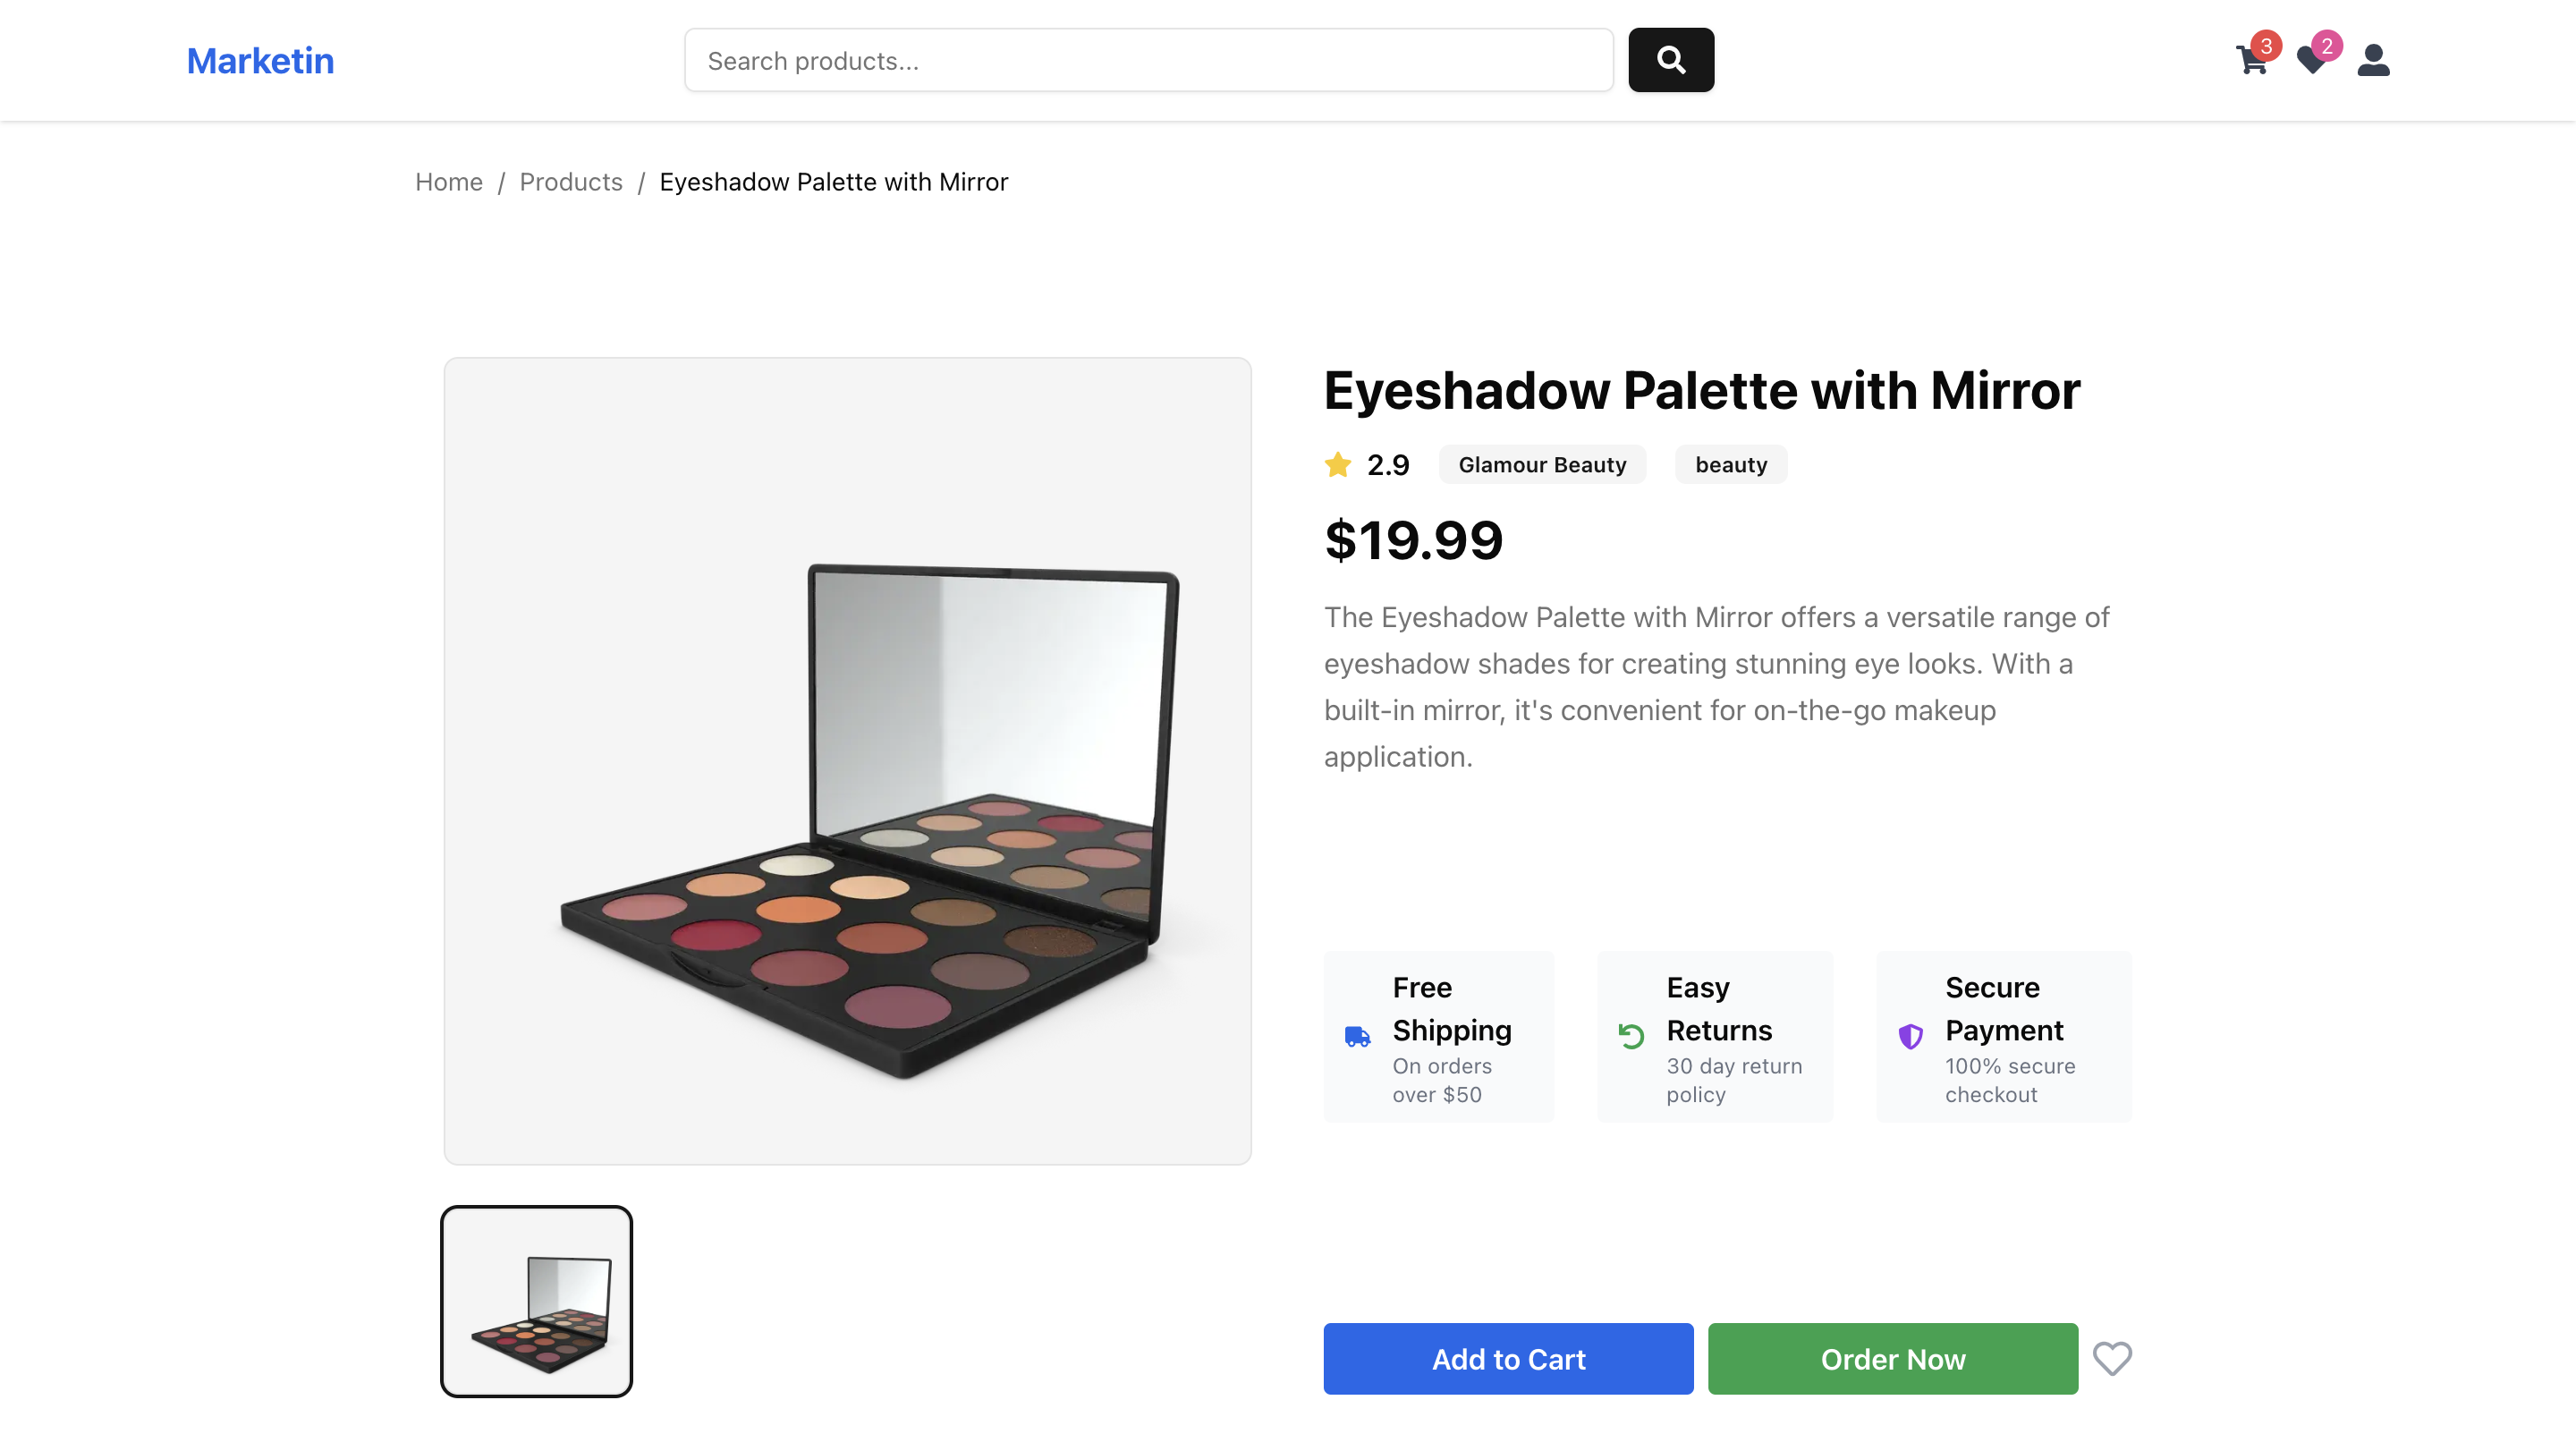 Marketin
Search products...
3
2
Home / Products / Eyeshadow Palette with Mirror
Eyeshadow Palette with Mirror
2.9
Glamour Beauty
beauty
$19.99
The Eyeshadow Palette with Mirror offers a versatile range of
eyeshadow shades for creating stunning eye looks. With a
built-in mirror, it's convenient for on-the-go makeup
application.
Free
Shipping
On orders
over $50
Easy
Returns
30 day return
policy
Secure
Payment
100% secure
checkout
Add to Cart
Order Now